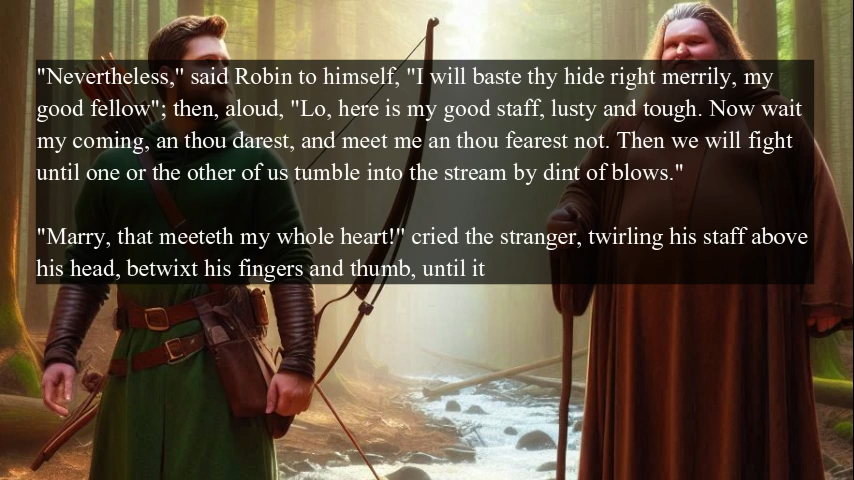 "Nevertheless," said Robin to himself, "I will baste thy hide right merrily, my
good fellow"; then, aloud, "Lo, here is my good staff, lusty and tough. Now wait
my coming, an thou darest, and meet me an thou fearest not. Then we will fight
until one or the other of us tumble into the stream by dint of blows."
"Marry, that meeteth my whole heart!" cried the stranger, twirling his staff above
his head, betwixt his fingers and thumb, until it